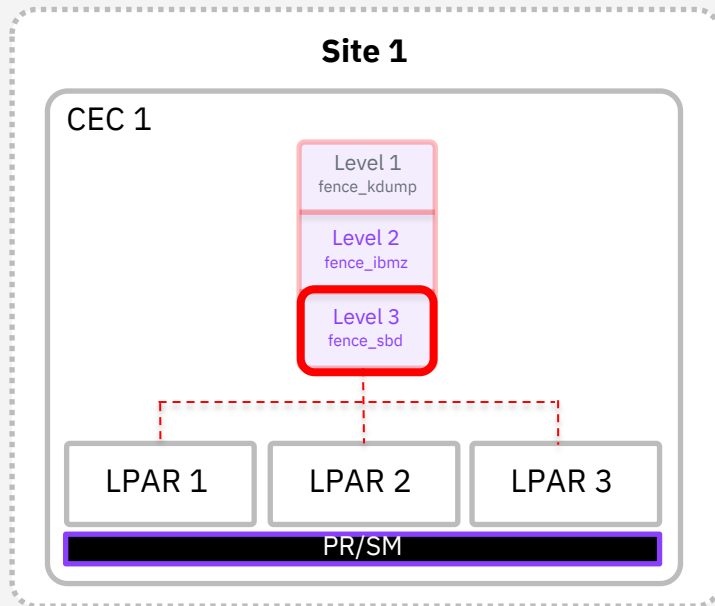 Site 1
CEC 1
Level 1
fence_kdump
Level 2
fence_ibmz
Level 3
fence_sbd
LPAR 1
LPAR 2
LPAR 3
PR/SM